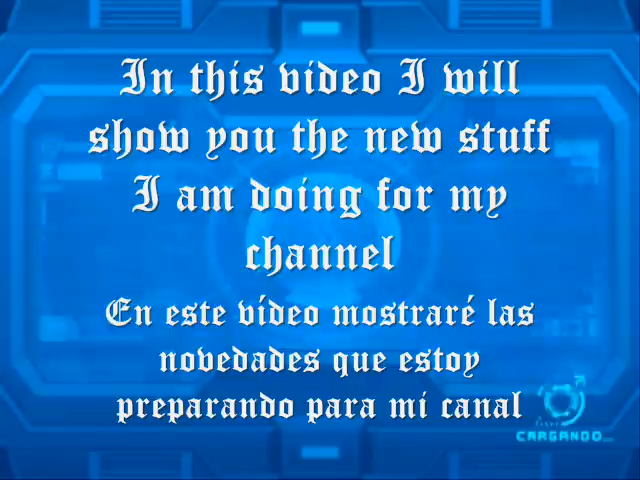 In this video I will
show you the new stuff
I am doing for my
channel
En este vídeo mostraré las
novedades que estoy
preparando para mi canal
CARGANDO...